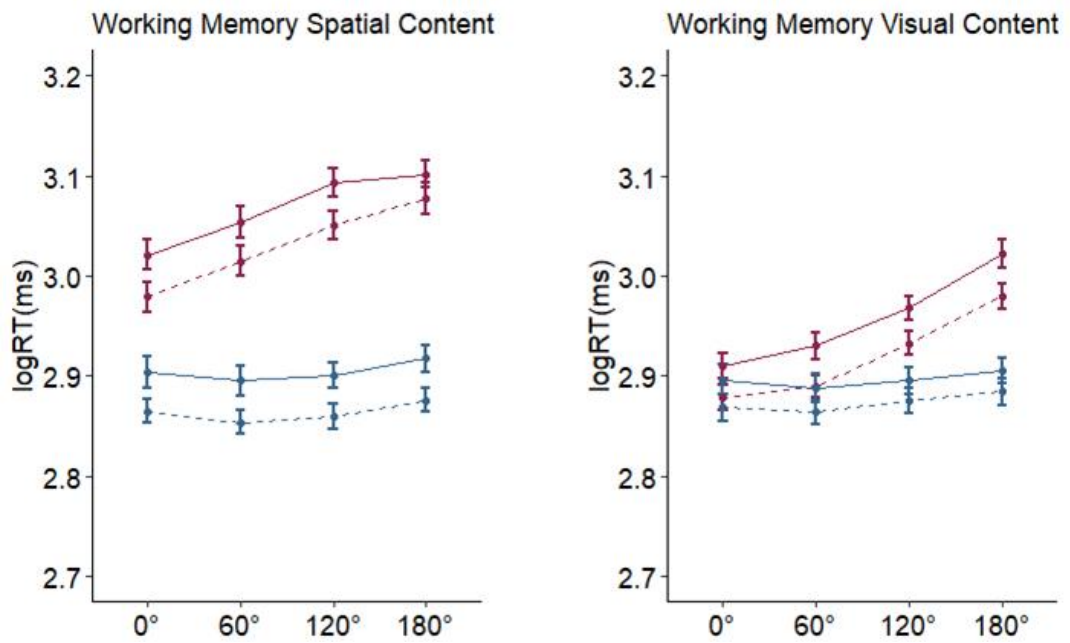 Working Memory Spatial Content
3.2
3.1
3.0
2.9
2.8
2.7
logRT(ms)
0° 60° 120° 180°
Working Memory Visual Content
3.2
3.1
3.0
2.9
2.8
2.7
logRT(ms)
0° 60° 120° 180°